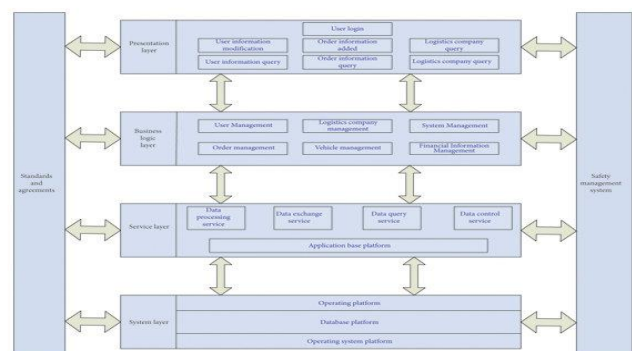 User login
Presentation
layer
User information
modification
Order information
added
Logistics company
query
User information query
Order information
query
Logistics company query
Business
logic
layer
User Management
Logistics company
management
System Management
Order management
Vehicle management
Financial Information
Management
Standards
and
agreements
Safety
management
system
Service layer
Data
processing
service
Data exchange
service
Data query
service
Data control
service
Application base platform
System layer
Operating platform
Database platform
Operating system platform